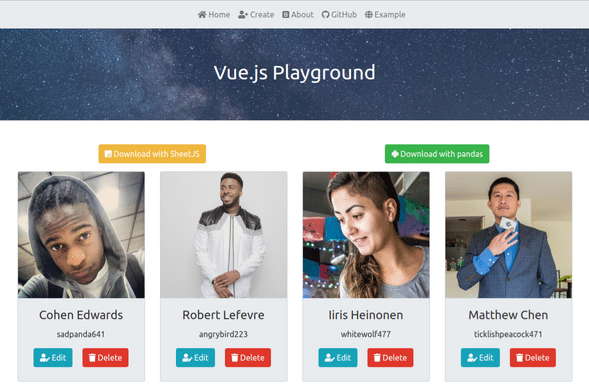 Home Create About GitHub Example
Vue.js Playground
Download with SheetJS Download with pandas
Cohen Edwards Robert Lefevre Iiris Heinonen Matthew Chen
sadpanda641 angrybird223 whitewolf477 ticklishpeacock471
Edit Delete Edit Delete Edit Delete Edit Delete